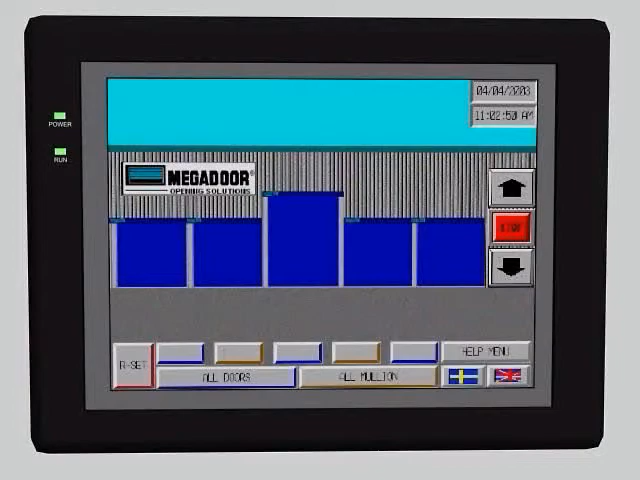 04/04/2003
11:02:50 AM
POWER
RUN
MEGADOOR®
OPENING SOLUTIONS
STOP
R-SET
HELP MENU
ALL DOORS
ALL MULLION